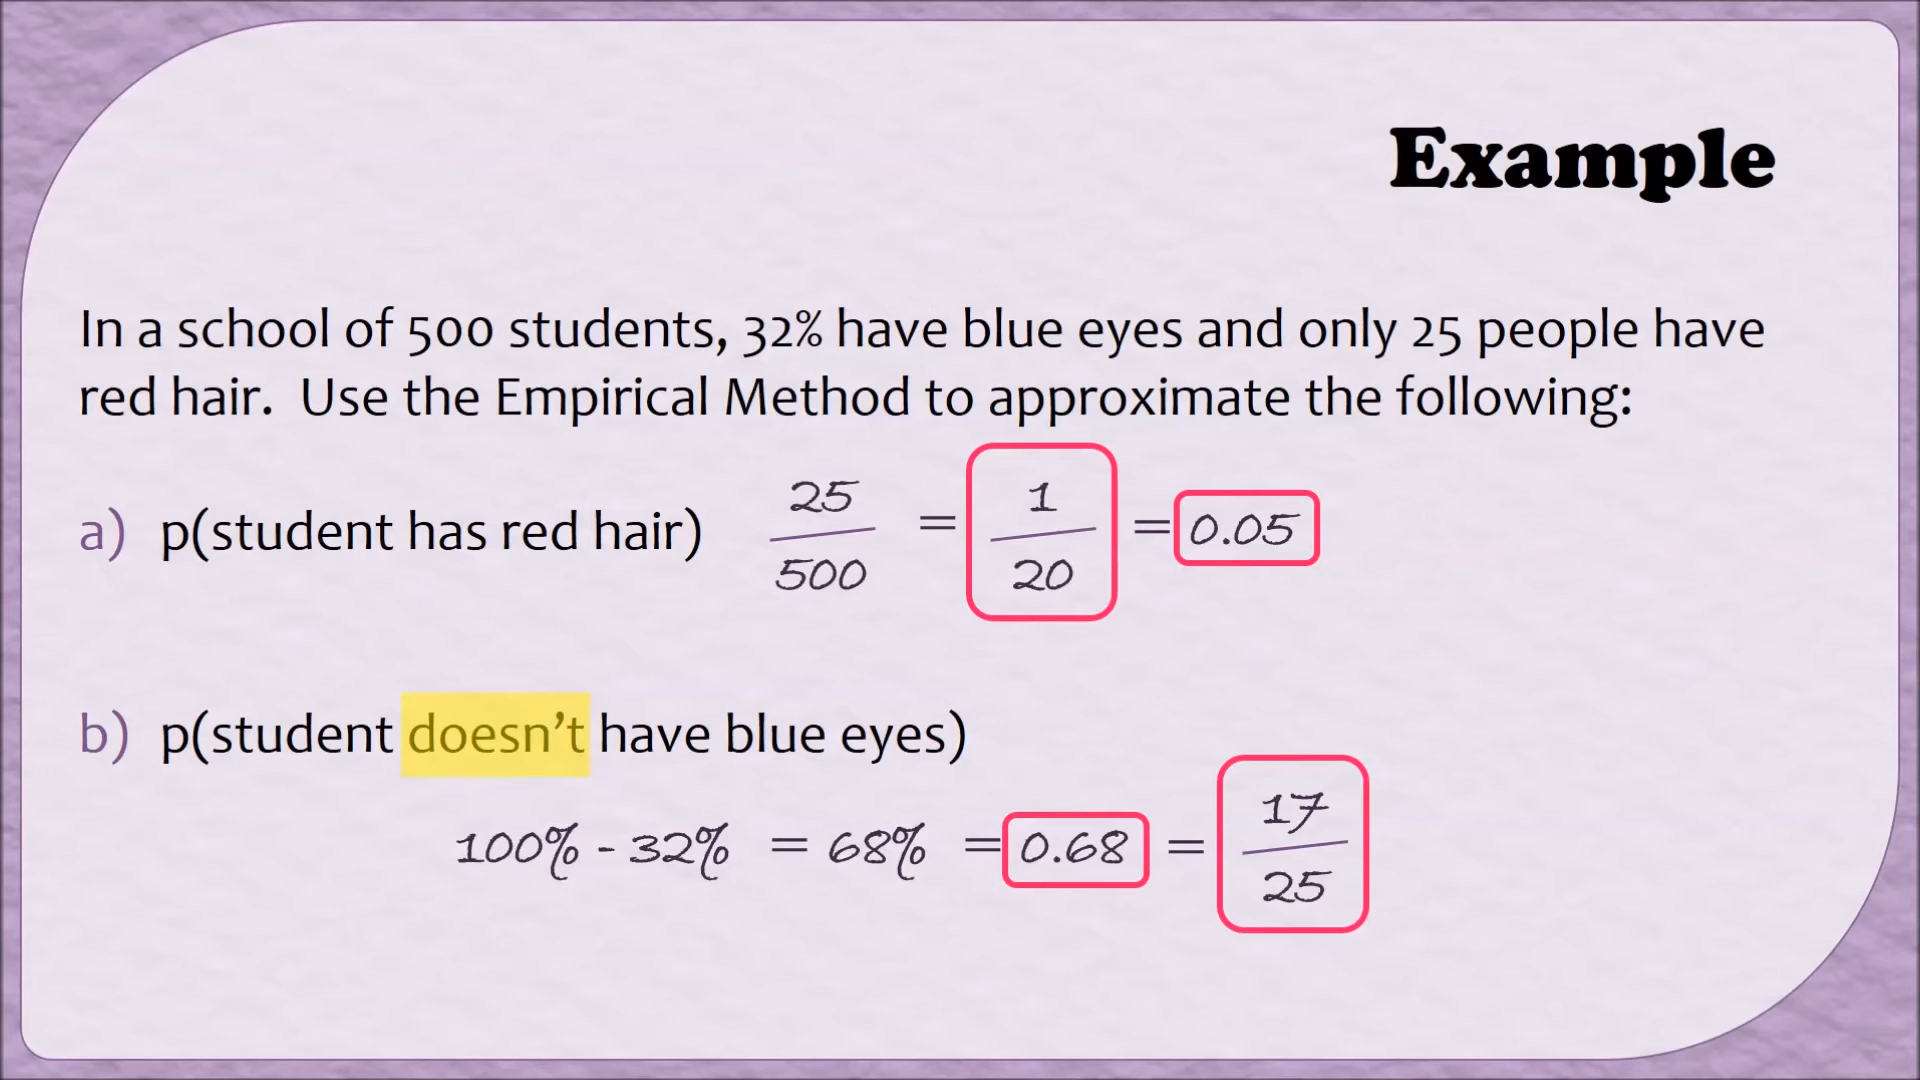 Example
In a school of 500 students, 32% have blue eyes and only 25 people have
red hair.  Use the Empirical Method to approximate the following:
a) p(student has red hair) 25/500 = 1/20 = 0.05
b) p(student doesn't have blue eyes)
100% - 32% = 68% = 0.68 = 17/25